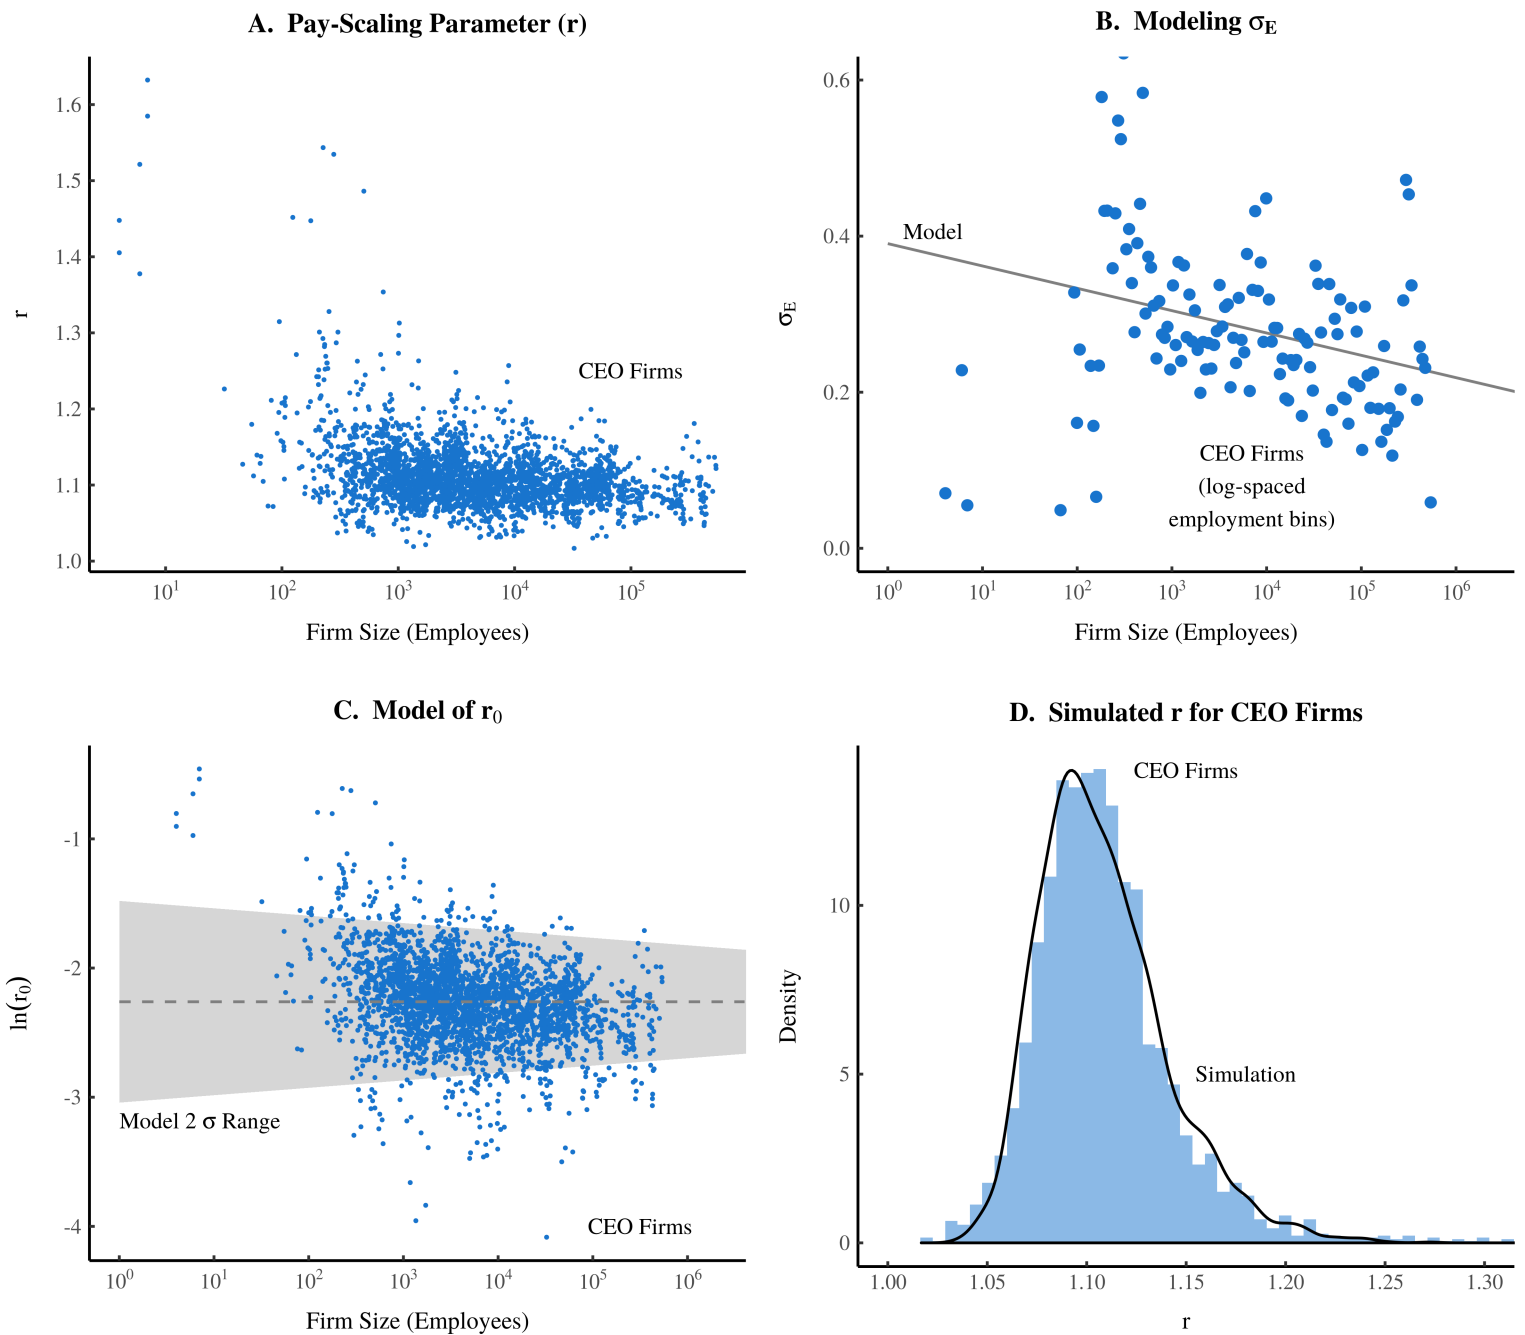 A. Pay-Scaling Parameter (r)
r
1.6
1.5
1.4
1.3
1.2
1.1
1.0
CEO Firms
10¹ 10² 10³ 10⁴ 10⁵
Firm Size (Employees)
B. Modeling σ_E
σ_E
0.6
0.4
0.2
0.0
Model
CEO Firms
(log-spaced
employment bins)
10⁰ 10¹ 10² 10³ 10⁴ 10⁵ 10⁶
Firm Size (Employees)
C. Model of r₀
ln(r₀)
-1
-2
-3
-4
Model 2 σ Range
CEO Firms
10⁰ 10¹ 10² 10³ 10⁴ 10⁵ 10⁶
Firm Size (Employees)
D. Simulated r for CEO Firms
Density
10
5
0
CEO Firms
Simulation
1.00 1.05 1.10 1.15 1.20 1.25 1.30
r